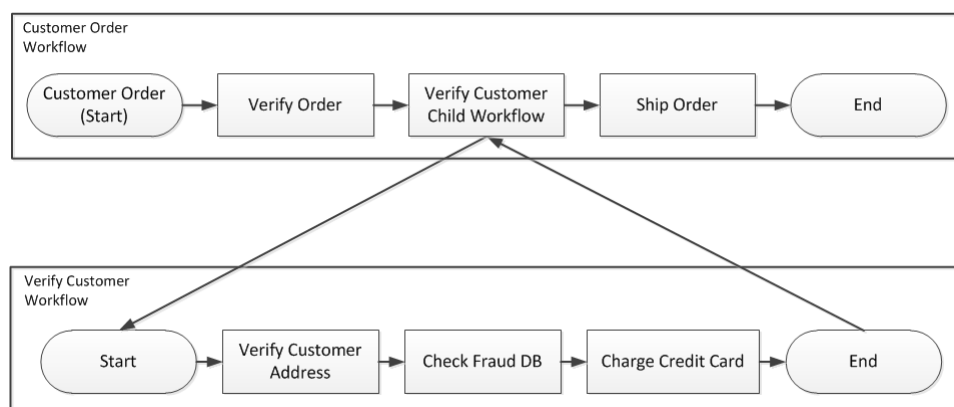 Customer Order
Workflow
Customer Order
(Start)
Verify Order
Verify Customer
Child Workflow
Ship Order
End
Verify Customer
Workflow
Start
Verify Customer
Address
Check Fraud DB
Charge Credit Card
End